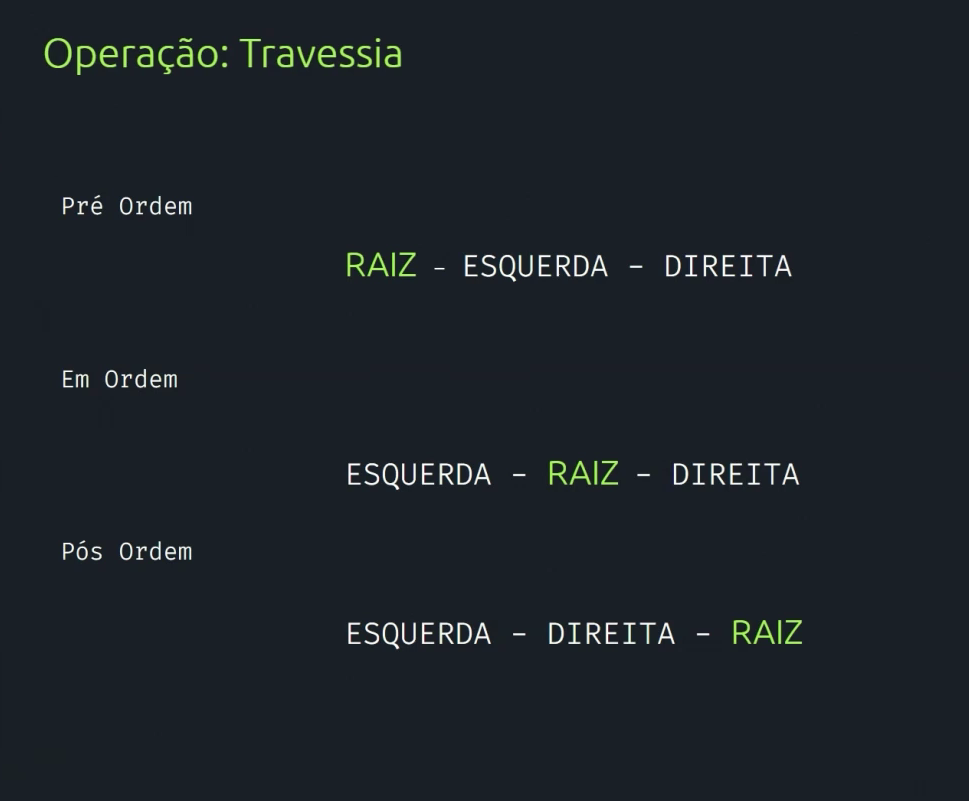 Operação: Travessia
Pré Ordem
RAIZ - ESQUERDA - DIREITA
Em Ordem
ESQUERDA - RAIZ - DIREITA
Pós Ordem
ESQUERDA - DIREITA - RAIZ